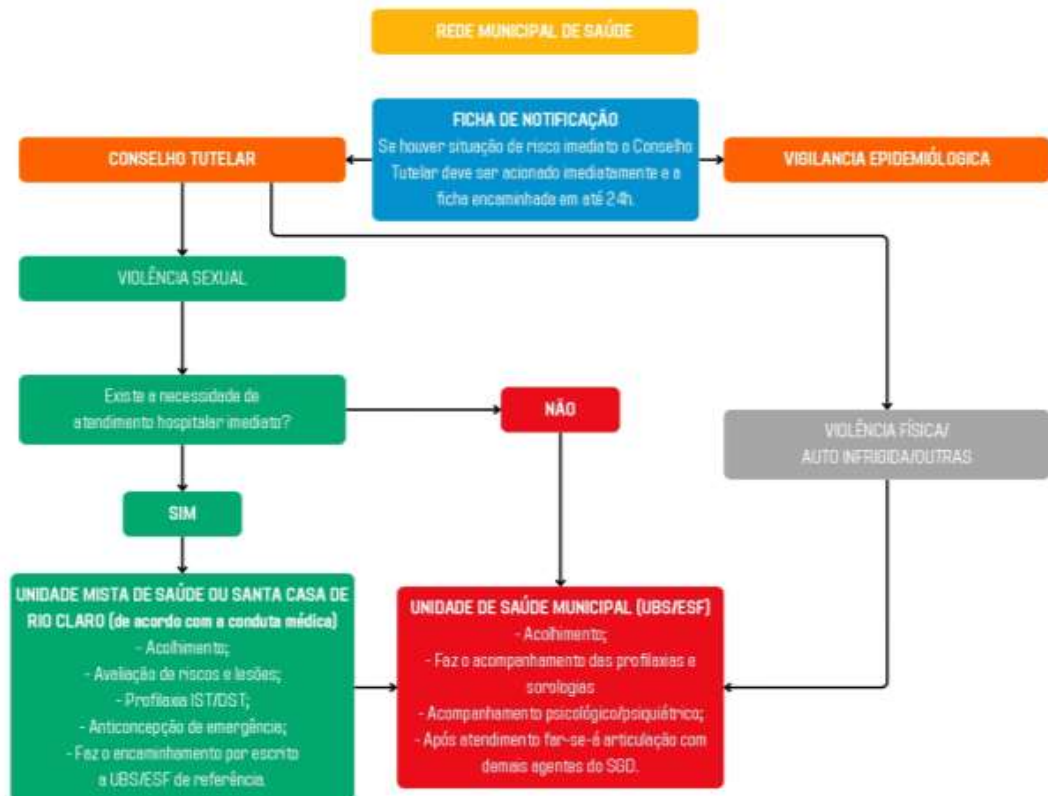 REDE MUNICIPAL DE SAÚDE
FICHA DE NOTIFICAÇÃO
Se houver situação de risco imediato o Conselho
Tutelar deve ser acionado imediatamente e a
ficha encaminhada em até 24h.
CONSELHO TUTELAR
VIGILANCIA EPIDEMIÓLOGICA
VIOLÊNCIA SEXUAL
Existe a necessidade de
atendimento hospitalar imediato?
NÃO
VIOLÊNCIA FÍSICA/
AUTO INFRIGIDA/OUTRAS
SIM
UNIDADE MISTA DE SAÚDE OU SANTA CASA DE
RIO CLARO (de acordo com a conduta médica)
- Acolhimento;
- Avaliação de riscos e lesões;
- Profilaxia IST/DST;
- Anticoncepção de emergência;
- Faz o encaminhamento por escrito
a UBS/ESF de referência.
UNIDADE DE SAÚDE MUNICIPAL (UBS/ESF)
- Acolhimento;
- Faz o acompanhamento das profilaxias e
sorologias
- Acompanhamento psicológico/psiquiátrico;
- Após atendimento far-se-á articulação com
demais agentes do SGD.